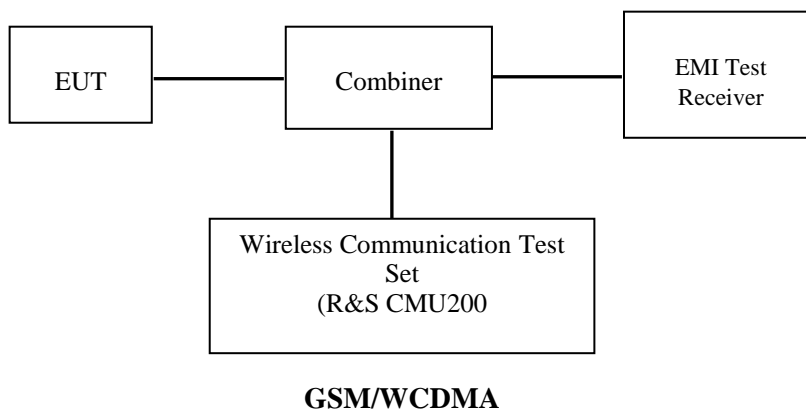 EUT
Combiner
EMI Test
Receiver
Wireless Communication Test
Set
(R&S CMU200
GSM/WCDMA